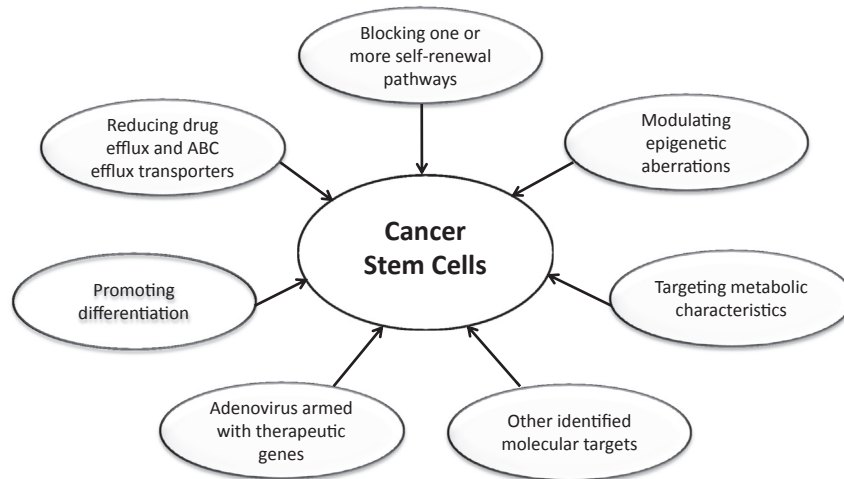 Blocking one or
more self-renewal
pathways
Reducing drug
efflux and ABC
efflux transporters
Modulating
epigenetic
aberrations
Cancer
Stem Cells
Promoting
differentiation
Targeting metabolic
characteristics
Adenovirus armed
with therapeutic
genes
Other identified
molecular targets